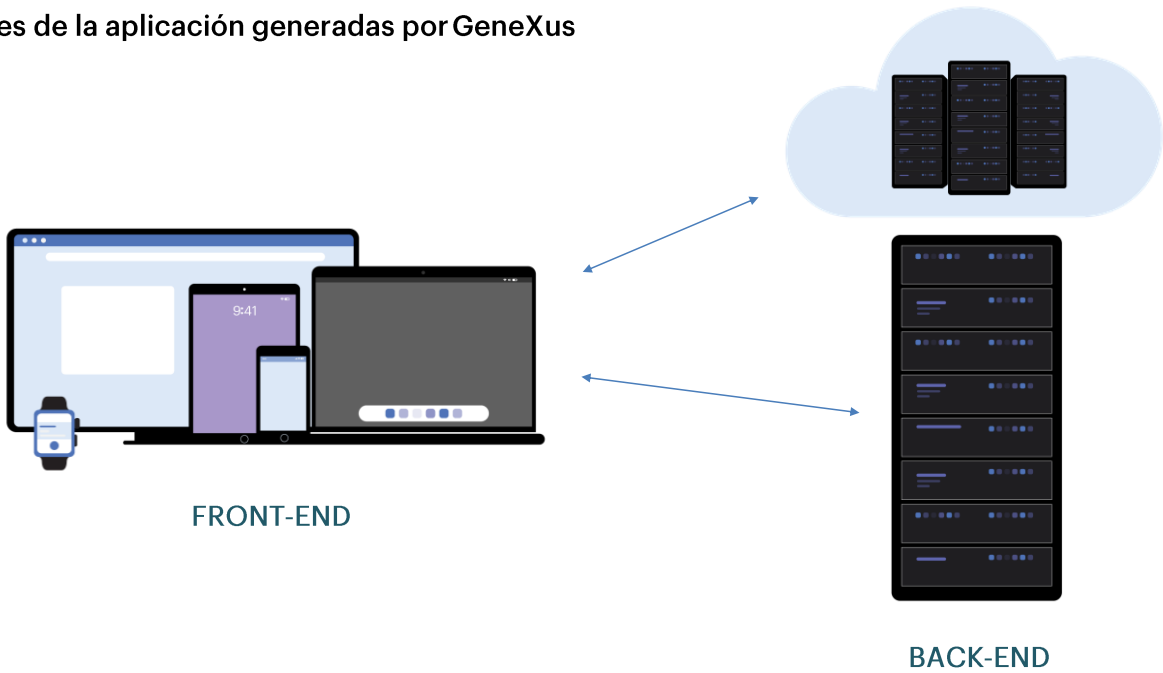 es de la aplicación generadas por GeneXus
9:41
FRONT-END
BACK-END